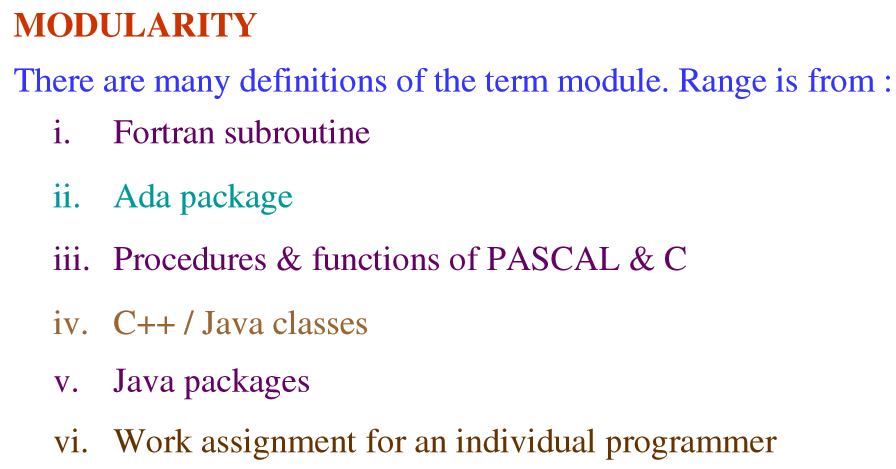 MODULARITY
There are many definitions of the term module. Range is from :
i. Fortran subroutine
ii. Ada package
iii. Procedures & functions of PASCAL & C
iv. C++ / Java classes
v. Java packages
vi. Work assignment for an individual programmer